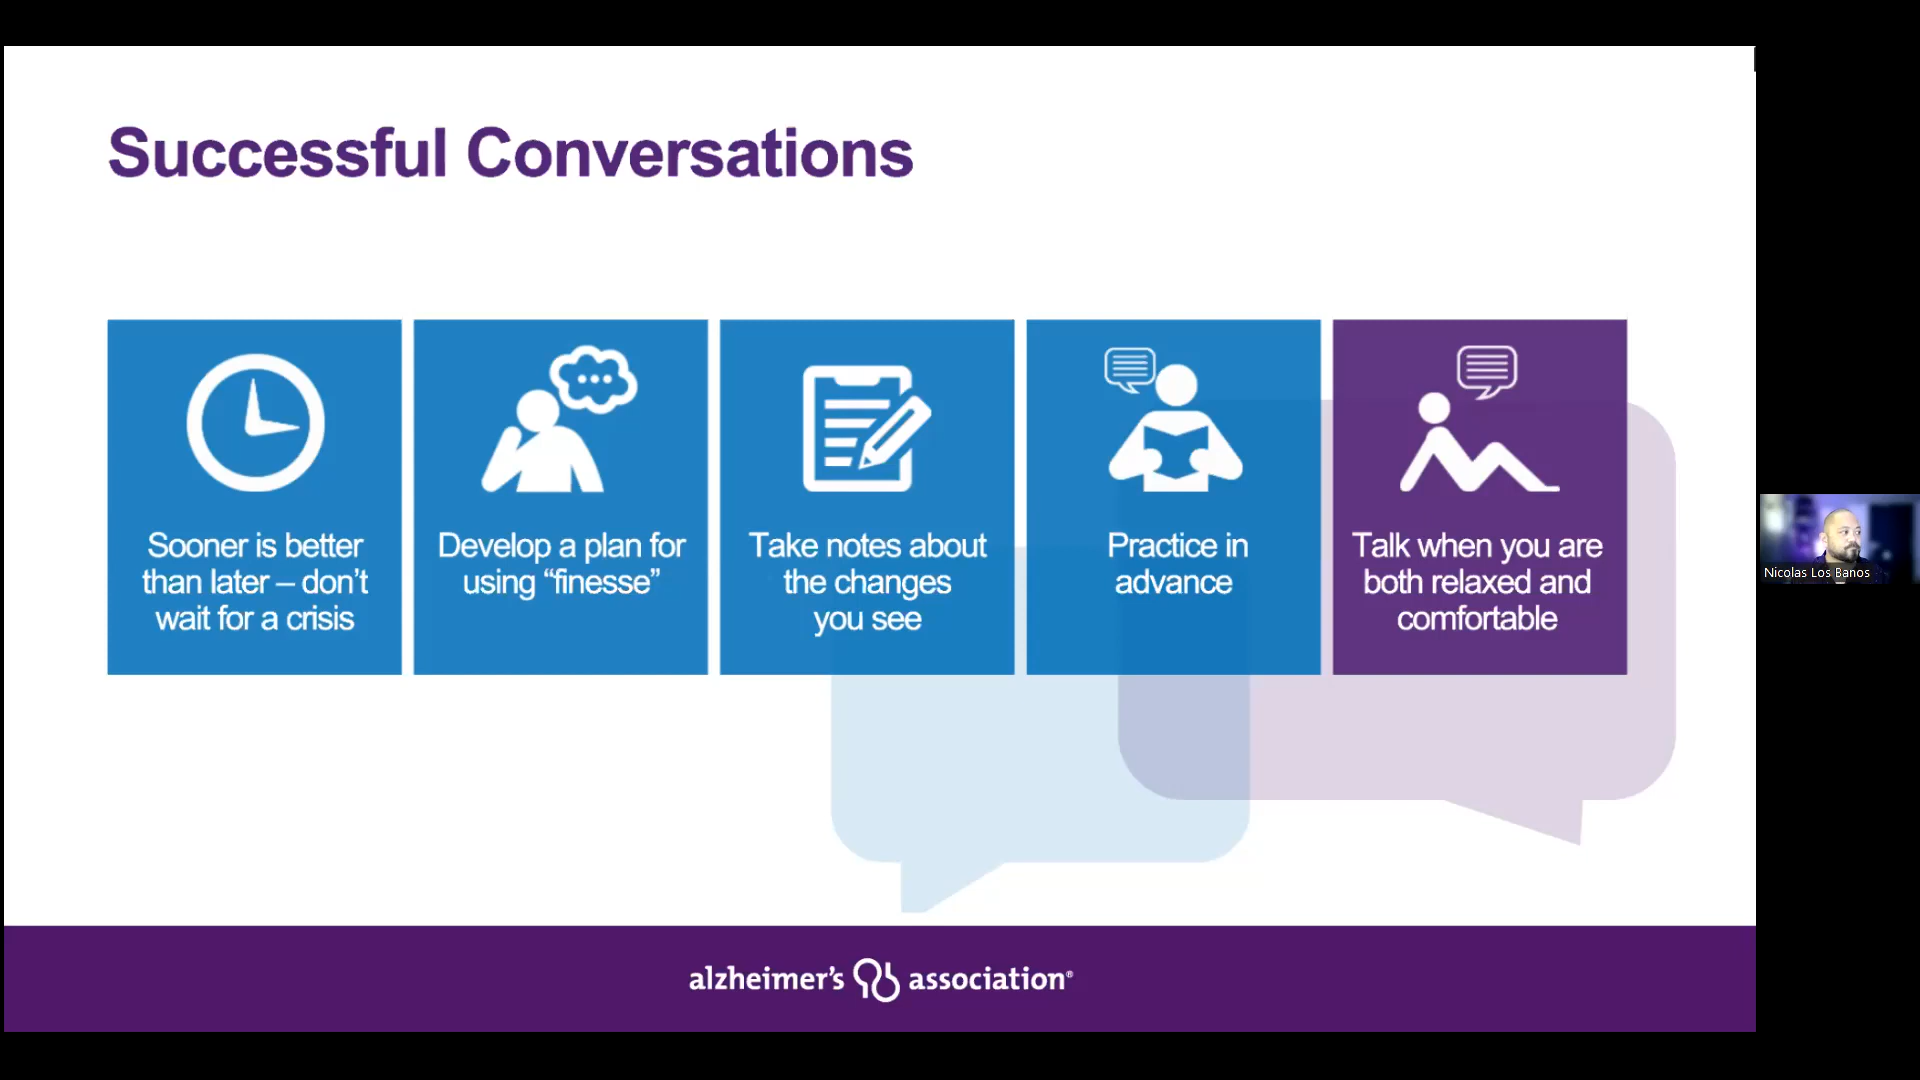 Successful Conversations
Sooner is better
than later – don’t
wait for a crisis
Develop a plan for
using “finesse”
Take notes about
the changes
you see
Practice in
advance
Talk when you are
both relaxed and
comfortable
Nicolas Los Banos
alzheimer’s association®